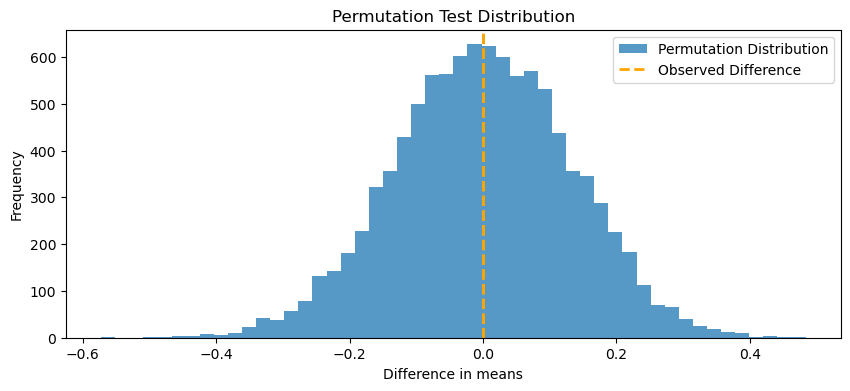 Permutation Test Distribution
Permutation Distribution
Observed Difference
Frequency
600
500
400
300
200
100
0
−0.6
−0.4
−0.2
0.0
0.2
0.4
Difference in means